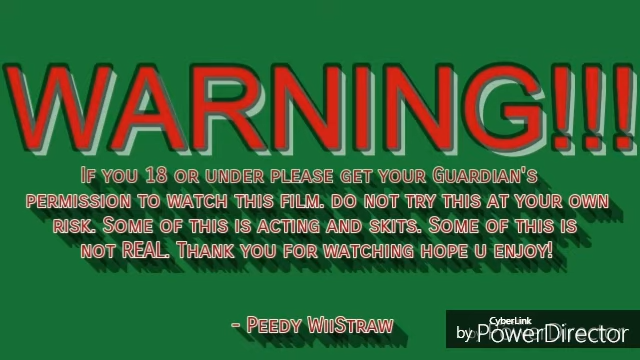 WARNING!!!
If you 18 or under please get your Guardian's
permission to watch this film. do not try this at your own
risk. Some of this is acting and skits. Some of this is
not REAL. Thank you for watching hope u enjoy!
- Peedy WiiStraw
CyberLink
by PowerDirector